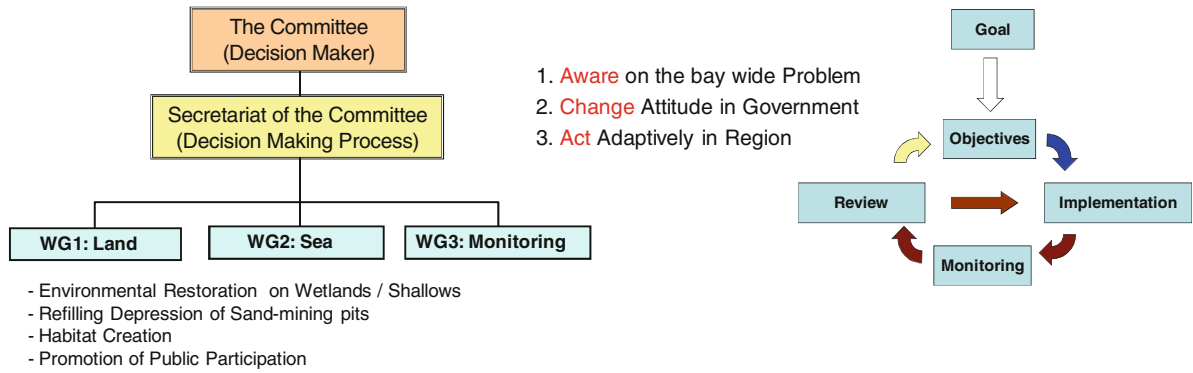 The Committee
(Decision Maker)
Secretariat of the Committee
(Decision Making Process)
WG1: Land
WG2: Sea
WG3: Monitoring
- Environmental Restoration on Wetlands / Shallows
- Refilling Depression of Sand-mining pits
- Habitat Creation
- Promotion of Public Participation
1. Aware on the bay wide Problem
2. Change Attitude in Government
3. Act Adaptively in Region
Goal
Objectives
Review
Implementation
Monitoring